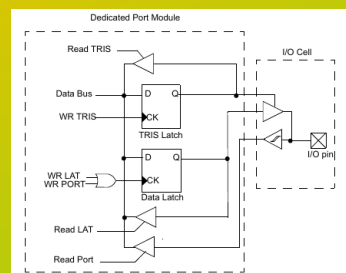 Dedicated Port Module
Read TRIS
I/O Cell
Data Bus
D Q
WR TRIS
CK
TRIS Latch
I/O pin
D Q
WR LAT
WR PORT
CK
Data Latch
Read LAT
Read Port